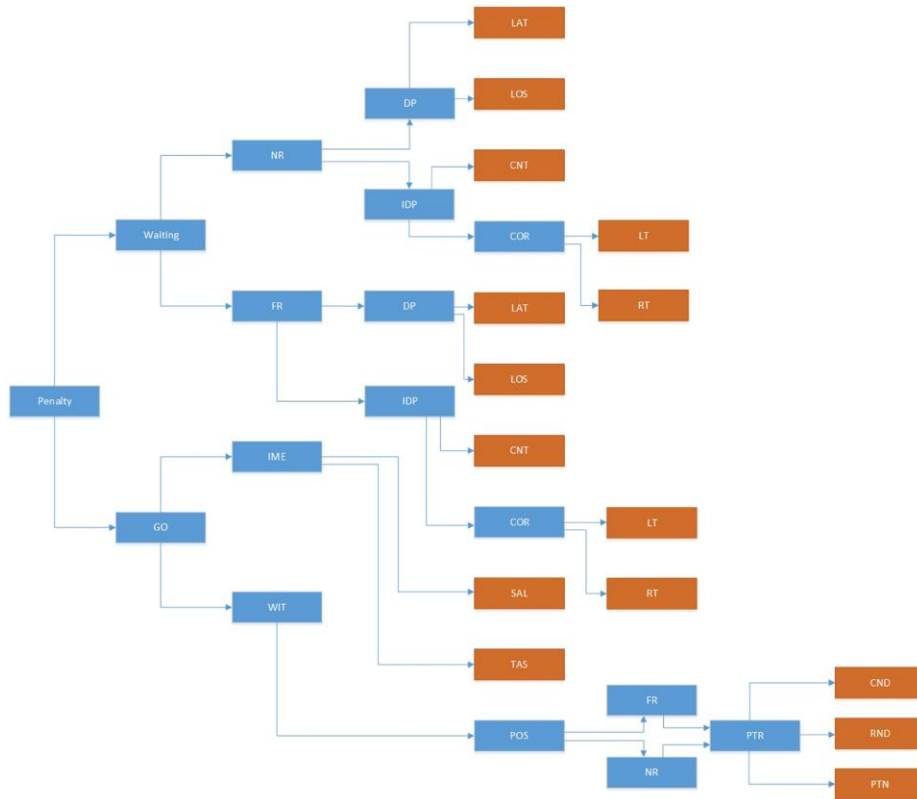 LAT
DP
LOS
NR
CNT
IDP
Waiting
COR
LT
FR
DP
LAT
RT
LOS
Penalty
IDP
IME
CNT
GO
COR
LT
WIT
SAL
RT
TAS
FR
CND
POS
PTR
RND
NR
PTN